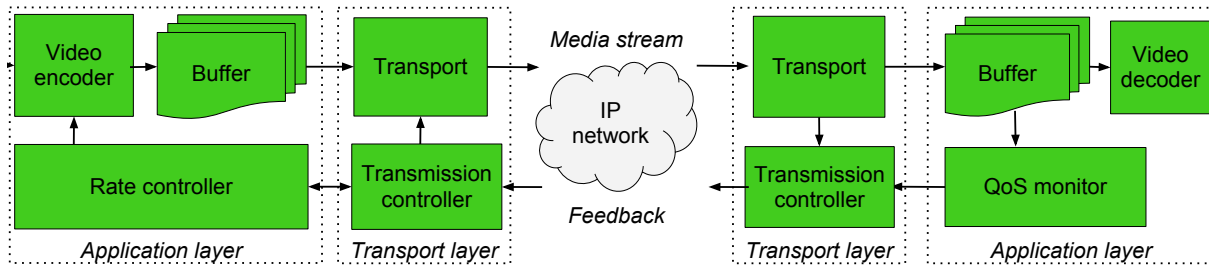 Video
encoder
Buffer
Transport
Media stream
IP
network
Transport
Buffer
Video
decoder
Rate controller
Transmission
controller
Feedback
Transmission
controller
QoS monitor
Application layer
Transport layer
Transport layer
Application layer